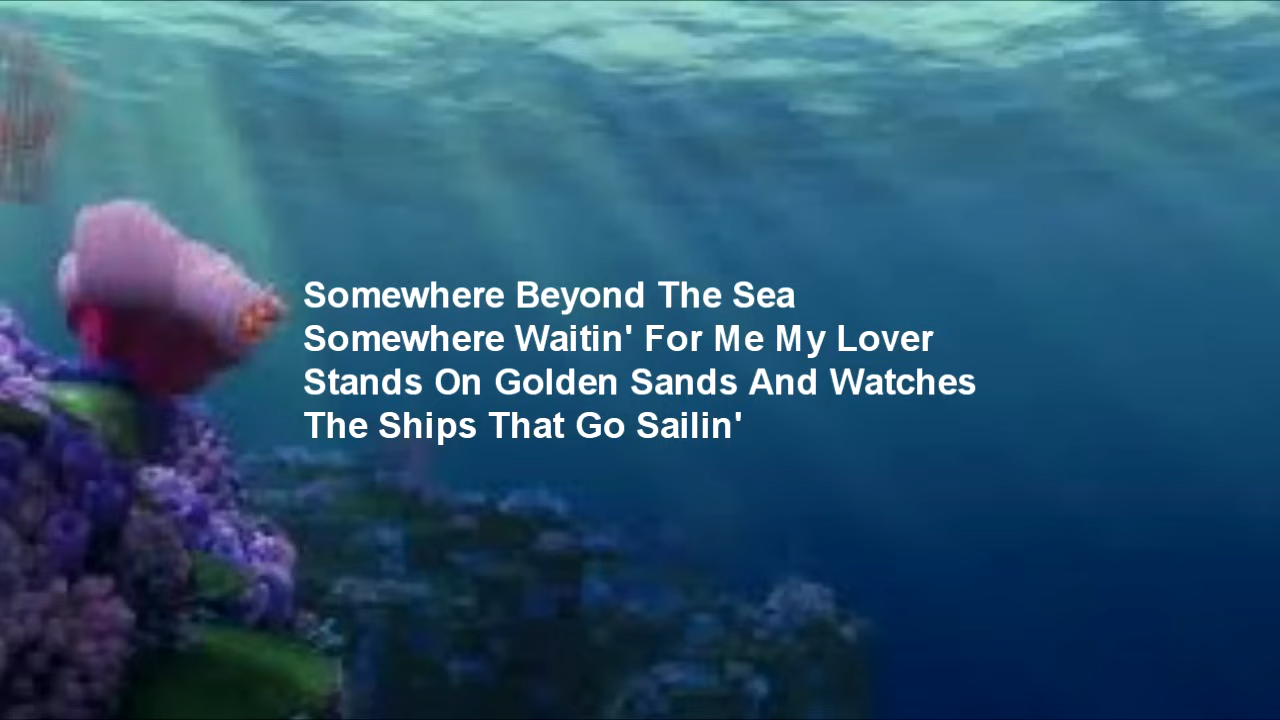 Somewhere Beyond The Sea
Somewhere Waitin' For Me My Lover
Stands On Golden Sands And Watches
The Ships That Go Sailin'